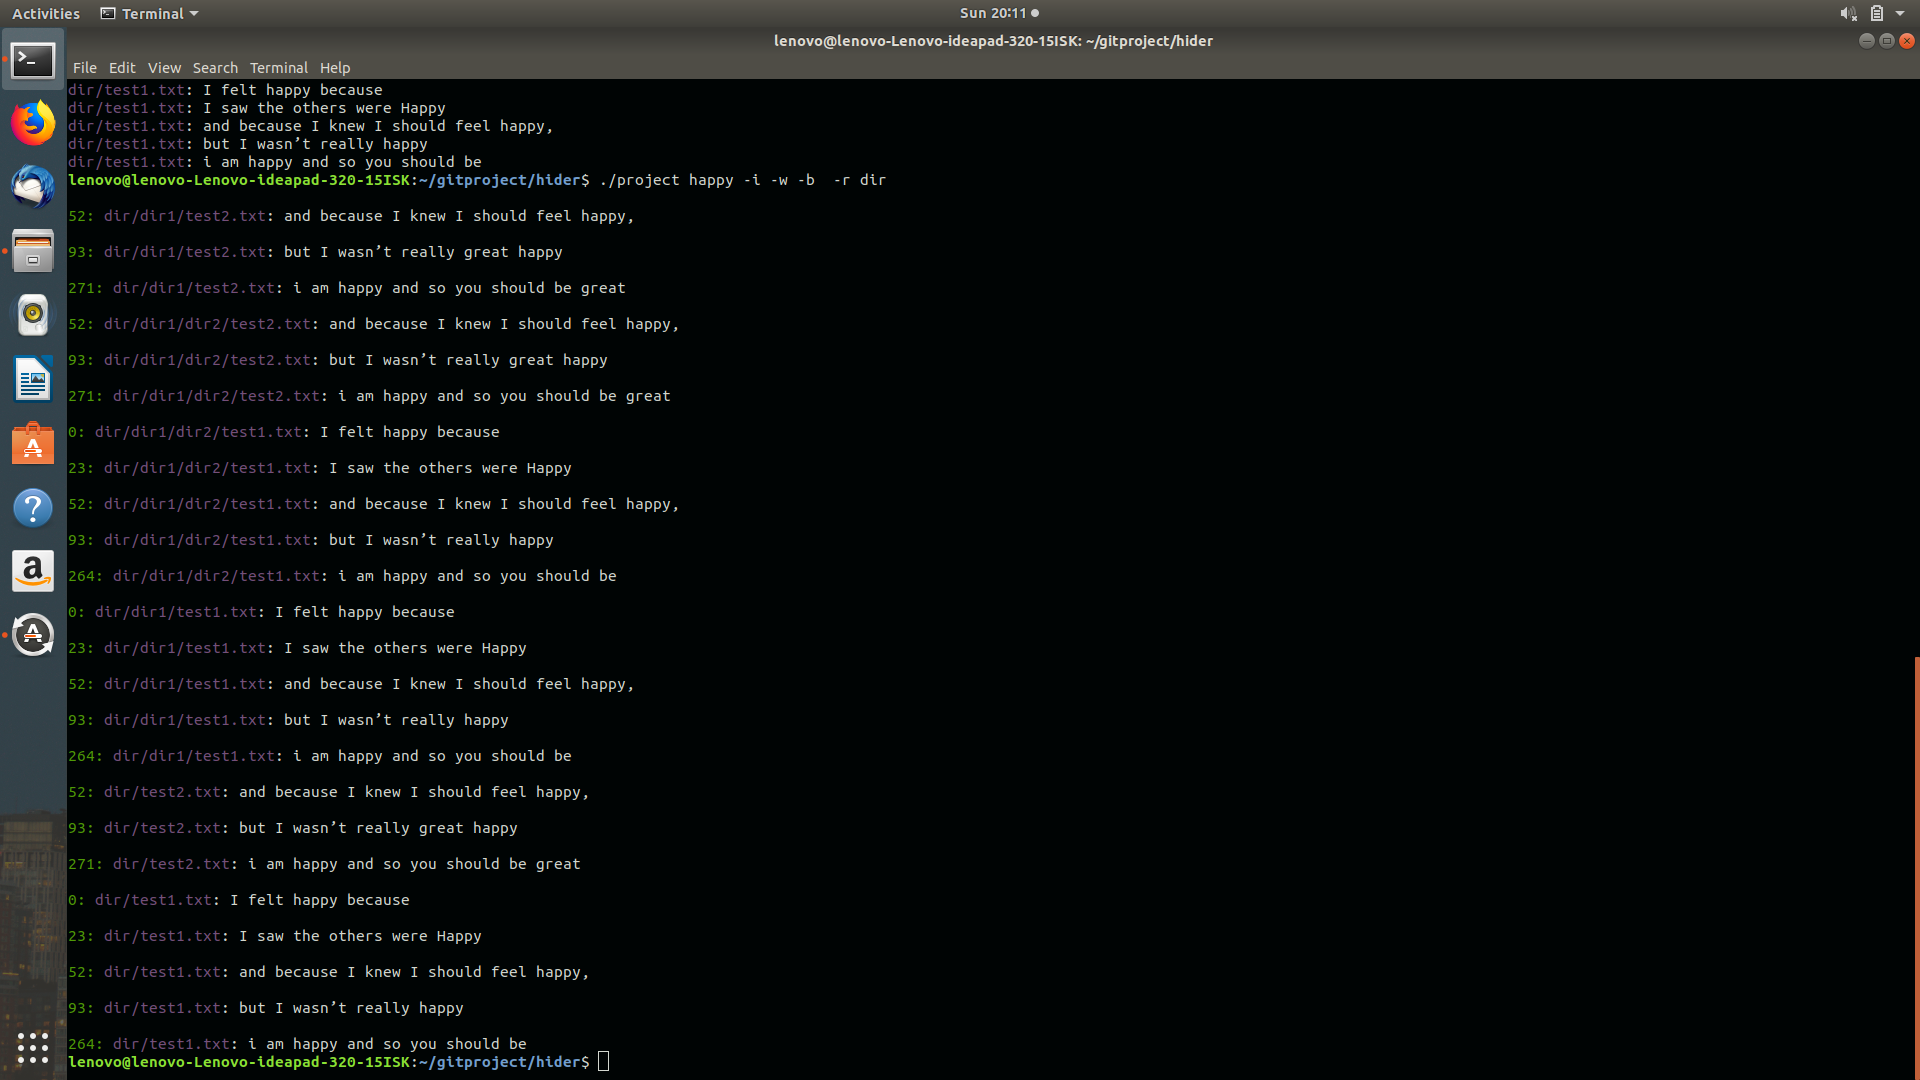 Activities Terminal Sun 20:11
lenovo@lenovo-Lenovo-ideapad-320-15ISK: ~/gitproject/hider
File Edit View Search Terminal Help
dir/test1.txt: I felt happy because
dir/test1.txt: I saw the others were Happy
dir/test1.txt: and because I knew I should feel happy,
dir/test1.txt: but I wasn’t really happy
dir/test1.txt: i am happy and so you should be
lenovo@lenovo-Lenovo-ideapad-320-15ISK:~/gitproject/hider$ ./project happy -i -w -b  -r dir
52: dir/dir1/test2.txt: and because I knew I should feel happy,
93: dir/dir1/test2.txt: but I wasn’t really great happy
271: dir/dir1/test2.txt: i am happy and so you should be great
52: dir/dir1/dir2/test2.txt: and because I knew I should feel happy,
93: dir/dir1/dir2/test2.txt: but I wasn’t really great happy
271: dir/dir1/dir2/test2.txt: i am happy and so you should be great
0: dir/dir1/dir2/test1.txt: I felt happy because
23: dir/dir1/dir2/test1.txt: I saw the others were Happy
52: dir/dir1/dir2/test1.txt: and because I knew I should feel happy,
93: dir/dir1/dir2/test1.txt: but I wasn’t really happy
264: dir/dir1/dir2/test1.txt: i am happy and so you should be
0: dir/dir1/test1.txt: I felt happy because
23: dir/dir1/test1.txt: I saw the others were Happy
52: dir/dir1/test1.txt: and because I knew I should feel happy,
93: dir/dir1/test1.txt: but I wasn’t really happy
264: dir/dir1/test1.txt: i am happy and so you should be
52: dir/test2.txt: and because I knew I should feel happy,
93: dir/test2.txt: but I wasn’t really great happy
271: dir/test2.txt: i am happy and so you should be great
0: dir/test1.txt: I felt happy because
23: dir/test1.txt: I saw the others were Happy
52: dir/test1.txt: and because I knew I should feel happy,
93: dir/test1.txt: but I wasn’t really happy
264: dir/test1.txt: i am happy and so you should be
lenovo@lenovo-Lenovo-ideapad-320-15ISK:~/gitproject/hider$